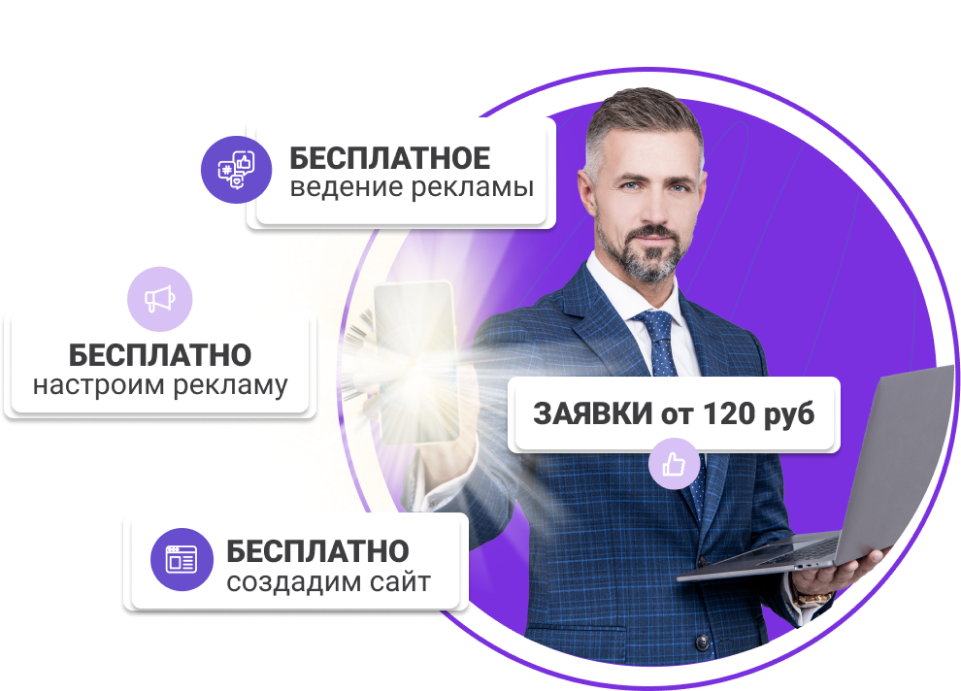 БЕСПЛАТНОЕ
ведение рекламы
БЕСПЛАТНО
настроим рекламу
ЗАЯВКИ от 120 руб
БЕСПЛАТНО
создадим сайт